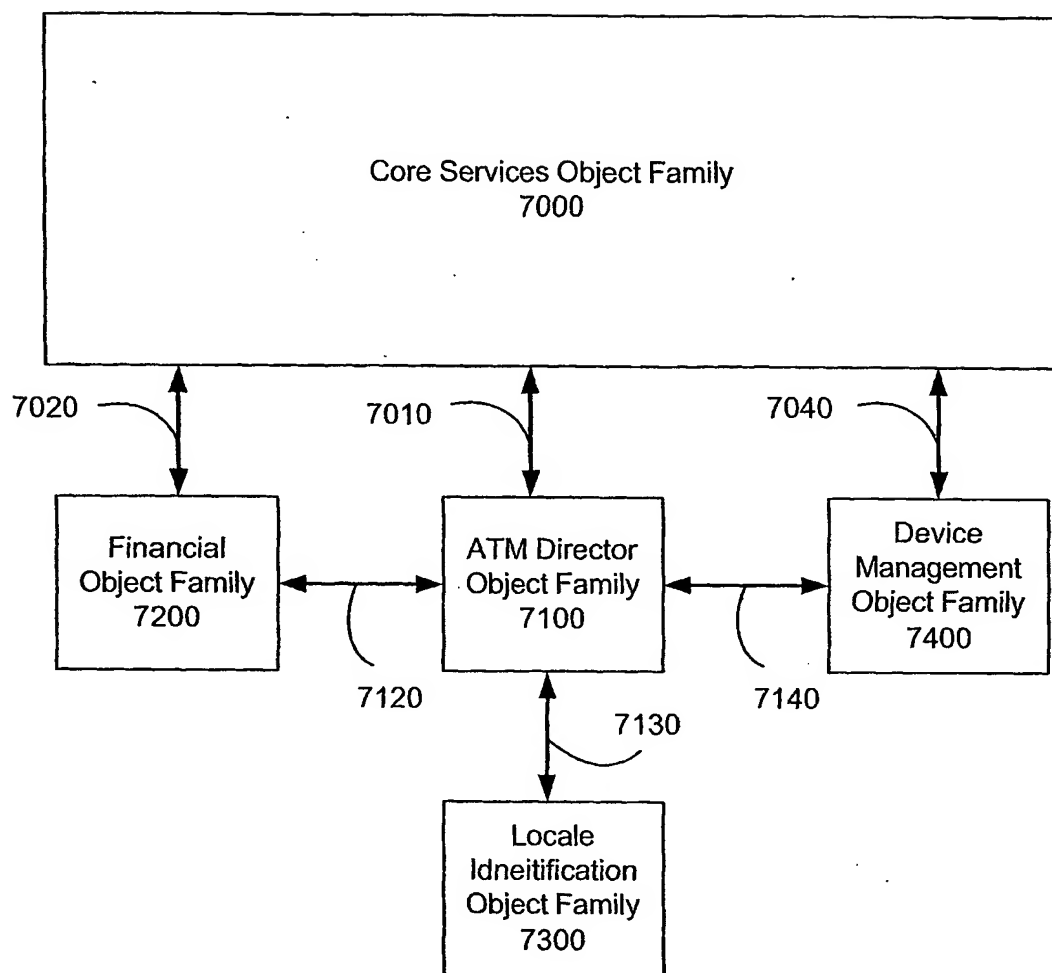 Core Services Object Family
7000
7020
7010
7040
Financial
Object Family
7200
ATM Director
Object Family
7100
Device
Management
Object Family
7400
7120
7140
7130
Locale
Idneitification
Object Family
7300